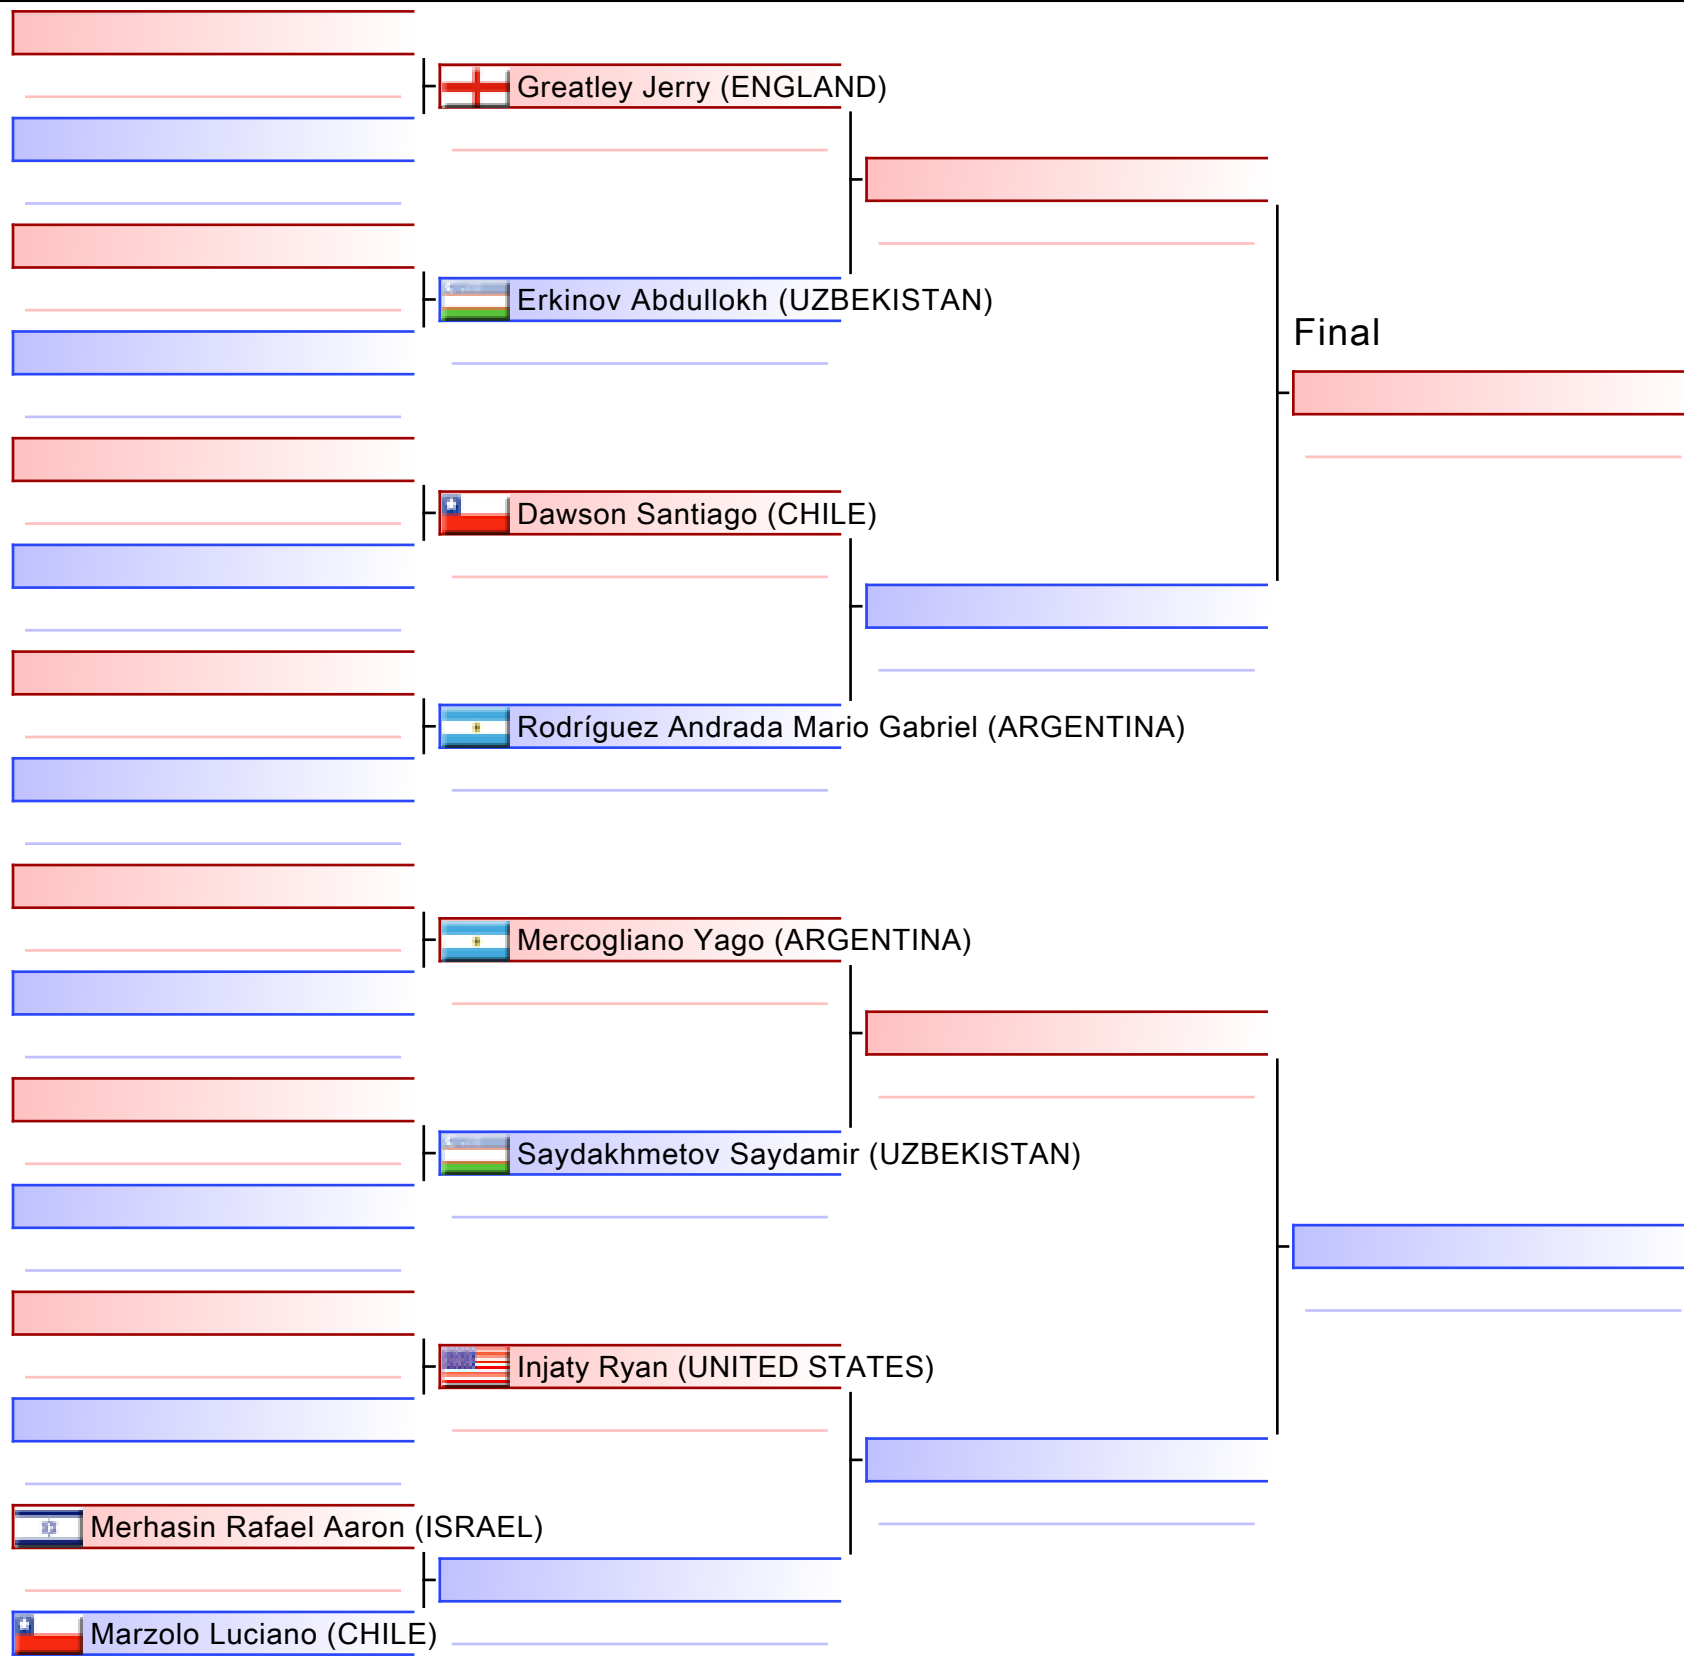 Greatley Jerry (ENGLAND)
Erkinov Abdullokh (UZBEKISTAN)
Final
Dawson Santiago (CHILE)
Rodríguez Andrada Mario Gabriel (ARGENTINA)
Mercogliano Yago (ARGENTINA)
Saydakhmetov Saydamir (UZBEKISTAN)
Injaty Ryan (UNITED STATES)
Merhasin Rafael Aaron (ISRAEL)
Marzolo Luciano (CHILE)